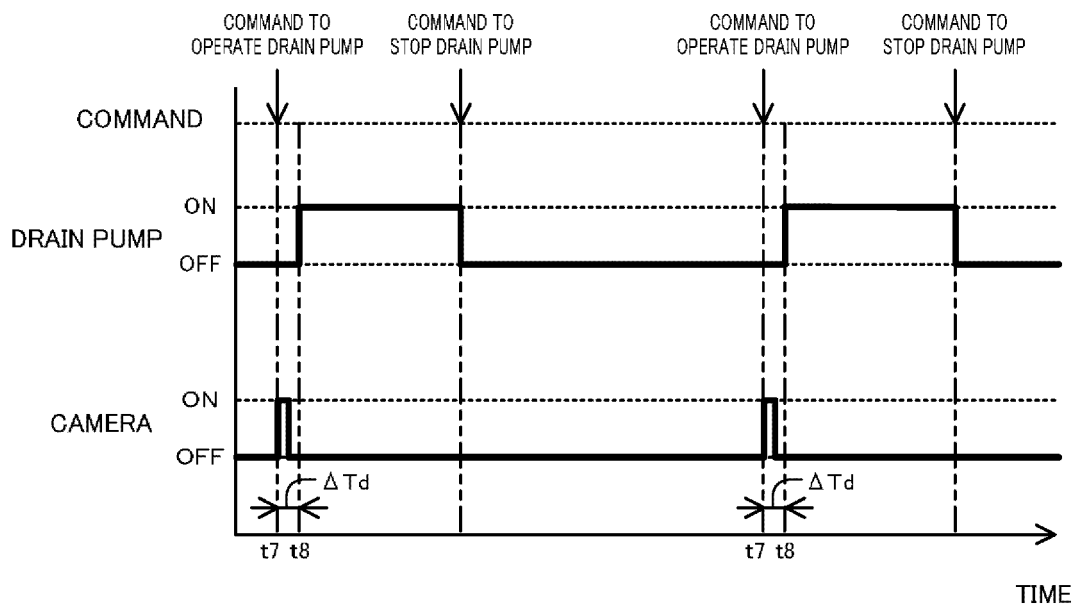 COMMAND TO
OPERATE DRAIN PUMP
COMMAND TO
STOP DRAIN PUMP
COMMAND TO
OPERATE DRAIN PUMP
COMMAND TO
STOP DRAIN PUMP
COMMAND
ON
DRAIN PUMP
OFF
ON
CAMERA
OFF
ΔTd
ΔTd
t7 t8
t7 t8
TIME